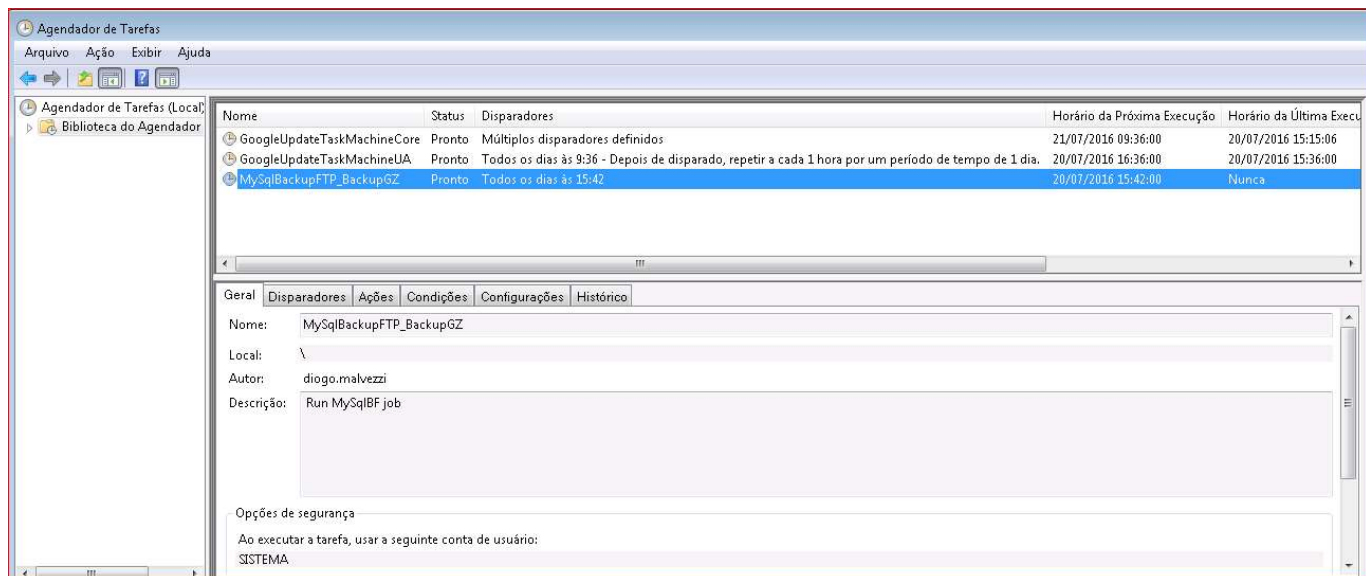 Agendador de Tarefas
Arquivo Ação Exibir Ajuda
Agendador de Tarefas (Local)
Biblioteca do Agendador
Nome Status Disparadores Horário da Próxima Execução Horário da Última Execu
GoogleUpdateTaskMachineCore Pronto Múltiplos disparadores definidos 21/07/2016 09:36:00 20/07/2016 15:15:06
GoogleUpdateTaskMachineUA Pronto Todos os dias às 9:36 - Depois de disparado, repetir a cada 1 hora por um período de tempo de 1 dia. 20/07/2016 16:36:00 20/07/2016 15:36:00
MySqlBackupFTP_BackupGZ Pronto Todos os dias às 15:42 20/07/2016 15:42:00 Nunca
Geral Disparadores Ações Condições Configurações Histórico
Nome: MySqlBackupFTP_BackupGZ
Local: \
Autor: diogo.malvezzi
Descrição: Run MySqlBF job
Opções de segurança
Ao executar a tarefa, usar a seguinte conta de usuário:
SISTEMA